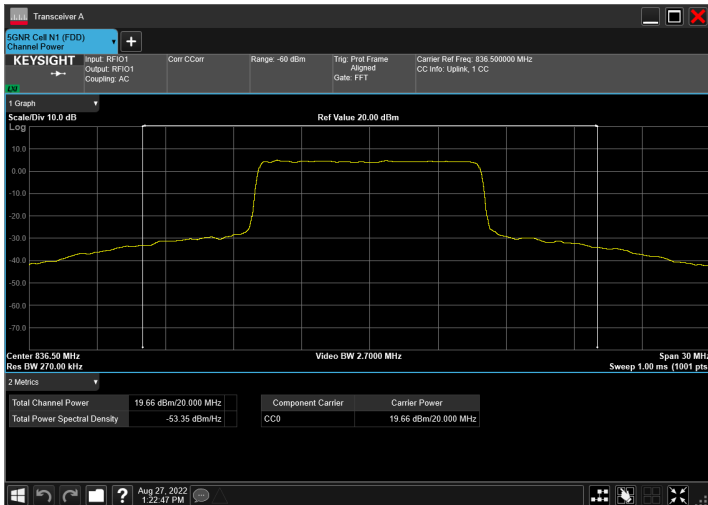 Transceiver A
5GNR Cell N1 (FDD)
Channel Power
KEYSIGHT
Input: RFIO1
Output: RFIO1
Coupling: AC
Corr CCorr
Range: -60 dBm
Trig: Prot Frame
Aligned
Gate: FFT
Carrier Ref Freq: 836.500000 MHz
CC Info: Uplink, 1 CC
1 Graph
Scale/Div 10.0 dB
Ref Value 20.00 dBm
Log
10.0
0.00
-10.0
-20.0
-30.0
-40.0
-50.0
-60.0
-70.0
Center 836.50 MHz
Video BW 2.7000 MHz
Span 30 MHz
Res BW 270.00 kHz
Sweep 1.00 ms (1001 pts)
2 Metrics
Total Channel Power 19.66 dBm/20.000 MHz
Total Power Spectral Density -53.35 dBm/Hz
Component Carrier Carrier Power
CC0 19.66 dBm/20.000 MHz
Aug 27, 2022
1:22:47 PM